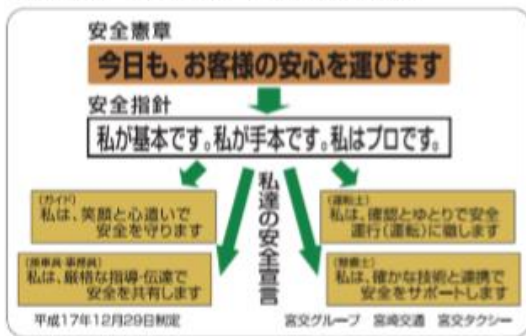 安全憲章
今日も、お客様の安心を運びます
安全指針
私が基本です。私が手本です。私はプロです。
私達の安全宣言
(ガイド)
私は、笑顔と心遣いで
安全を守ります
(運転士)
私は、確認とゆとりで安全
運行(運転)に徹します
私は、厳格な指導・伝達で
安全を共有します
(整備士)
私は、確かな技術と連携で
安全をサポートします
平成17年12月29日制定
宮交グループ 宮崎交通 宮交タクシー